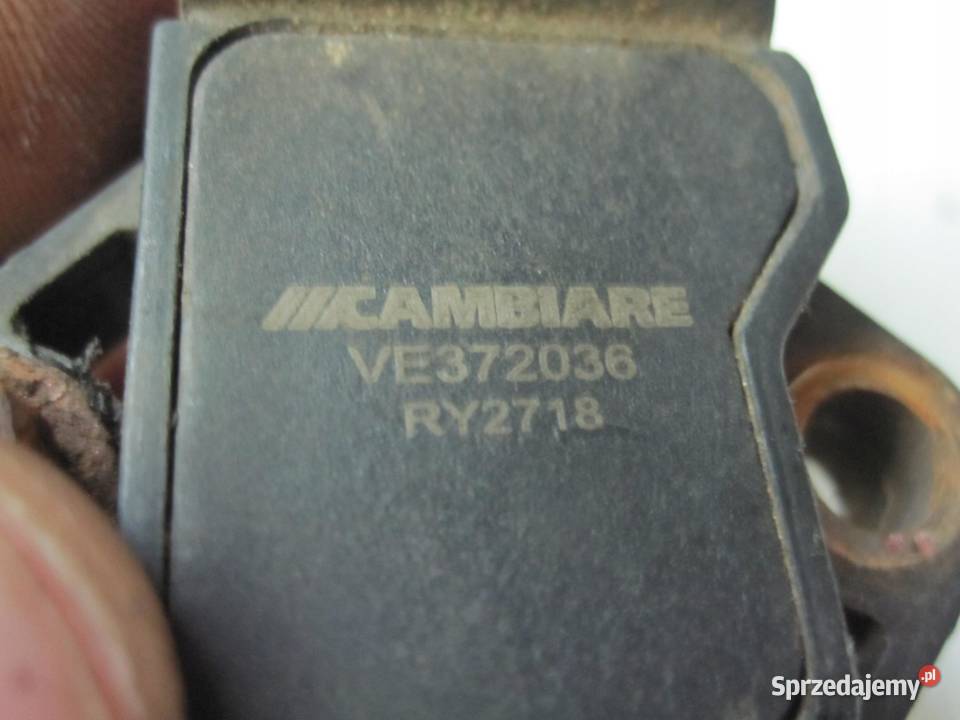 CAMBIARE
VE372036
RY2718
Sprzedajemy.pl